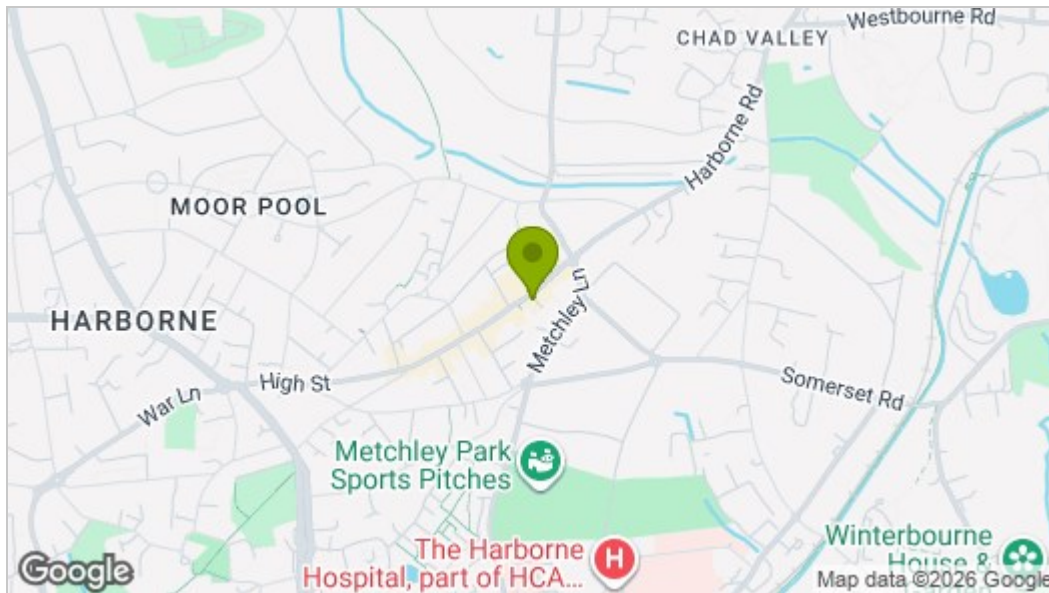 Westbourne Rd
CHAD VALLEY
Harborne Rd
MOOR POOL
HARBORNE
Metchley Ln
High St
War Ln
Somerset Rd
Metchley Park
Sports Pitches
The Harborne
Hospital, part of HCA...
H
Winterbourne
House &
Google
Map data ©2026 Google